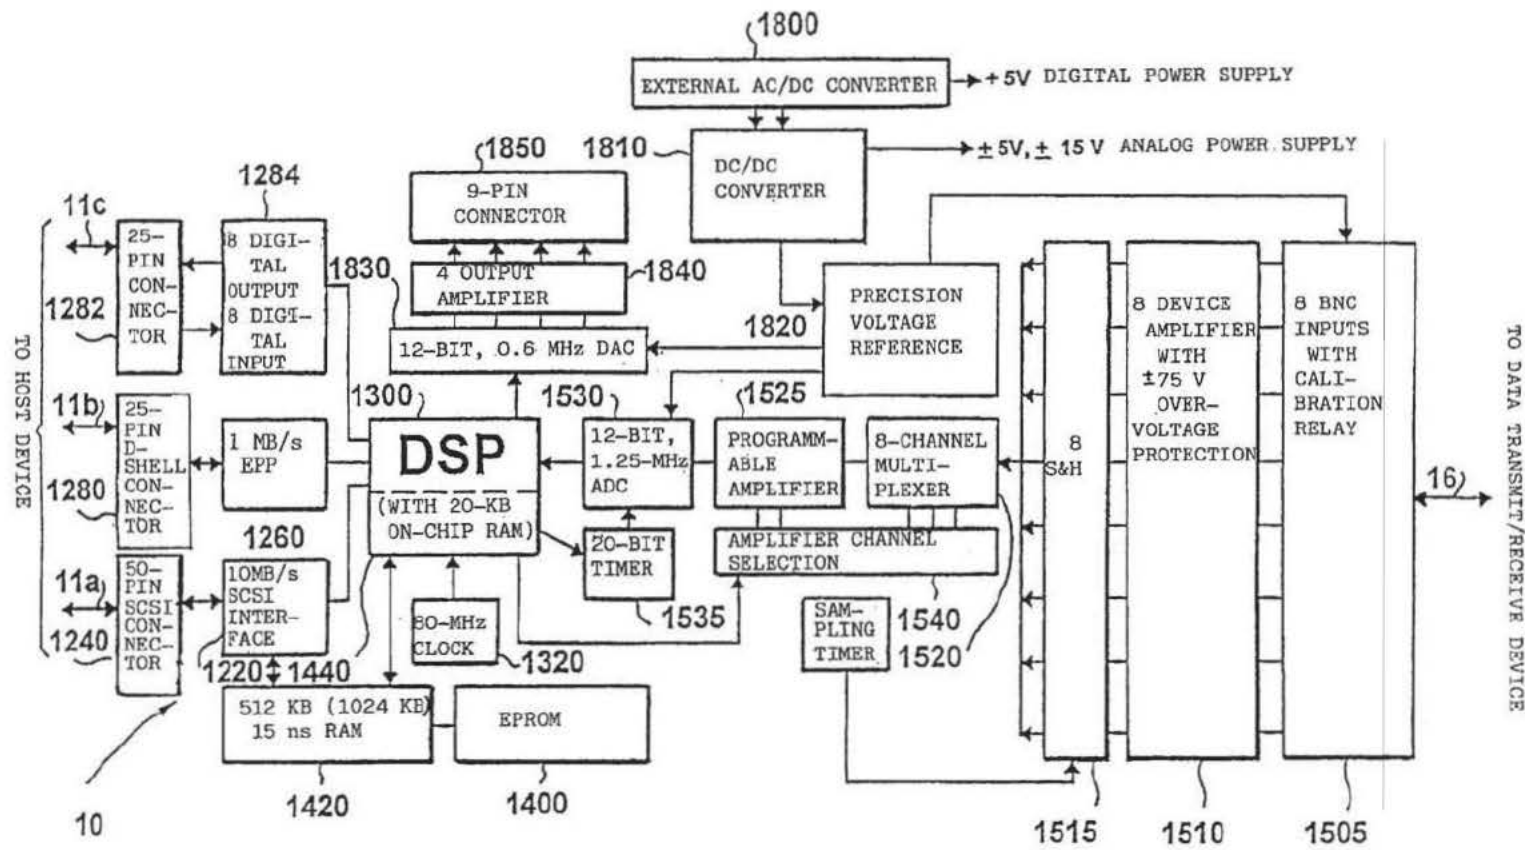 1800
EXTERNAL AC/DC CONVERTER
+5V DIGITAL POWER SUPPLY
1810
DC/DC
CONVERTER
±5V, ± 15 V ANALOG POWER SUPPLY
1850
9-PIN
CONNECTOR
1284
8 DIGI-
TAL
OUTPUT
8 DIGI-
TAL
INPUT
11c
25-
PIN
CON-
NEC-
TOR
1282
1830
4 OUTPUT
AMPLIFIER
1840
12-BIT, 0.6 MHz DAC
1820
PRECISION
VOLTAGE
REFERENCE
TO HOST DEVICE
11b
25-
PIN
D-
SHELL
CON-
NEC-
TOR
1280
1 MB/s
EPP
1260
1300
DSP
(WITH 20-KB
ON-CHIP RAM)
1530
12-BIT,
1.25-MHz
ADC
1525
PROGRAMM-
ABLE
AMPLIFIER
8-CHANNEL
MULTI-
PLEXER
20-BIT
TIMER
1535
AMPLIFIER CHANNEL
SELECTION
1540
1520
SAM-
PLING
TIMER
11a
50-
PIN
SCSI
CON-
NEC-
TOR
1240
10MB/s
SCSI
INTER-
FACE
1220
1440
80-MHz
CLOCK
1320
512 KB (1024 KB)
15 ns RAM
EPROM
10
1420
1400
8
S&H
8 DEVICE
AMPLIFIER
WITH
±75 V
OVER-
VOLTAGE
PROTECTION
8 BNC
INPUTS
WITH
CALI-
BRATION
RELAY
16
TO DATA TRANSMIT/RECEIVE DEVICE
1515
1510
1505